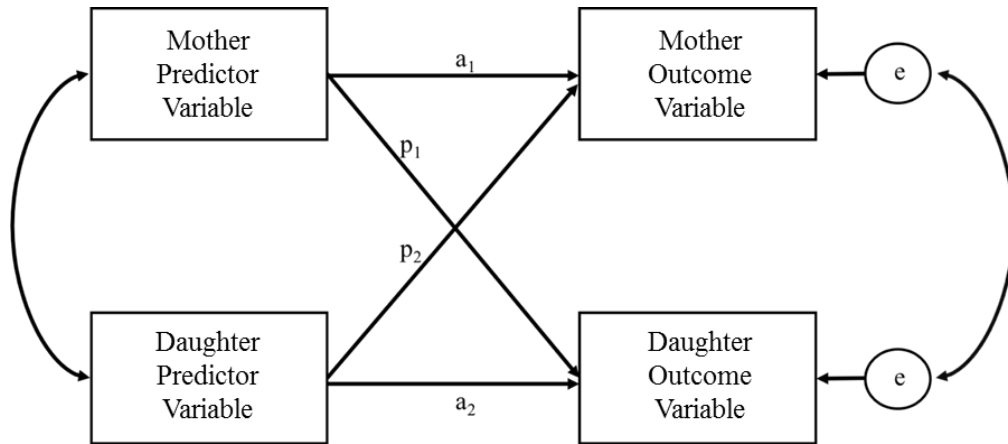 Mother
Predictor
Variable
a₁
Mother
Outcome
Variable
e
p₁
p₂
Daughter
Predictor
Variable
a₂
Daughter
Outcome
Variable
e